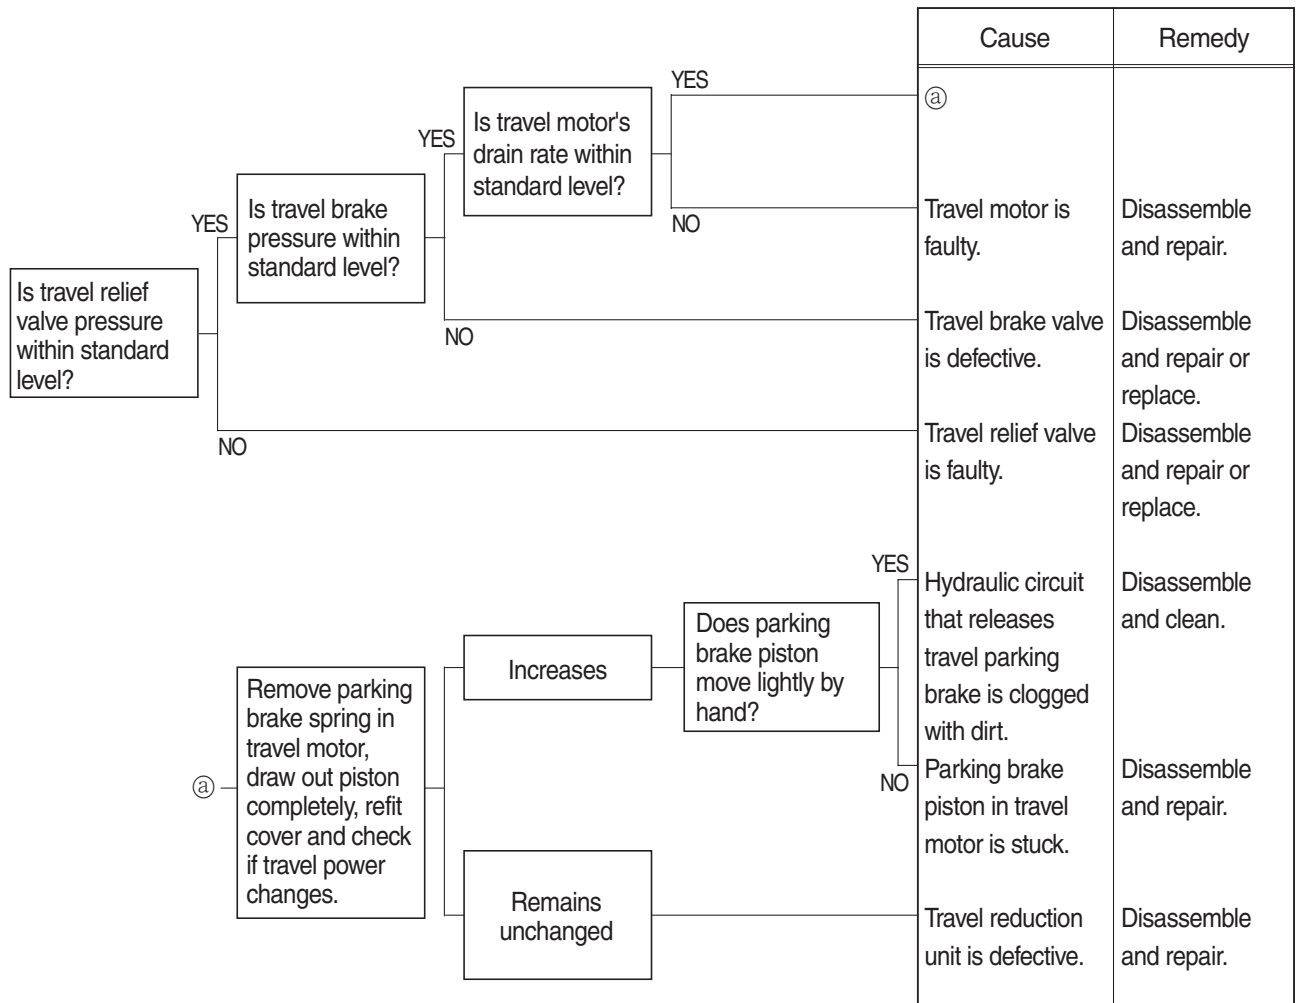 Cause
Remedy
YES
ⓐ
Is travel motor's
drain rate within
standard level?
YES
NO
Travel motor is
faulty.
Disassemble
and repair.
Is travel brake
pressure within
standard level?
YES
NO
Travel brake valve
is defective.
Disassemble
and repair or
replace.
Is travel relief
valve pressure
within standard
level?
NO
Travel relief valve
is faulty.
Disassemble
and repair or
replace.
YES
Hydraulic circuit
that releases
travel parking
brake is clogged
with dirt.
Disassemble
and clean.
Does parking
brake piston
move lightly by
hand?
Increases
Remove parking
brake spring in
travel motor,
draw out piston
completely, refit
cover and check
if travel power
changes.
ⓐ
NO
Parking brake
piston in travel
motor is stuck.
Disassemble
and repair.
Remains
unchanged
Travel reduction
unit is defective.
Disassemble
and repair.